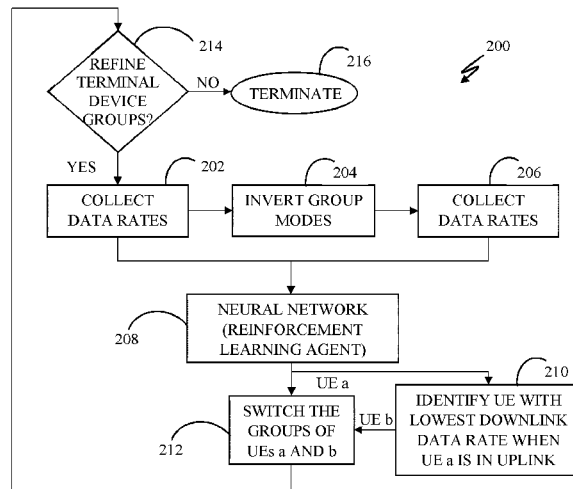 214
REFINE
TERMINAL
DEVICE
GROUPS?
NO
216
TERMINATE
200
YES
202
COLLECT
DATA RATES
204
INVERT GROUP
MODES
206
COLLECT
DATA RATES
208
NEURAL NETWORK
(REINFORCEMENT
LEARNING AGENT)
UE a
210
IDENTIFY UE WITH
LOWEST DOWNLINK
DATA RATE WHEN
UE a IS IN UPLINK
UE b
212
SWITCH THE
GROUPS OF
UEs a AND b